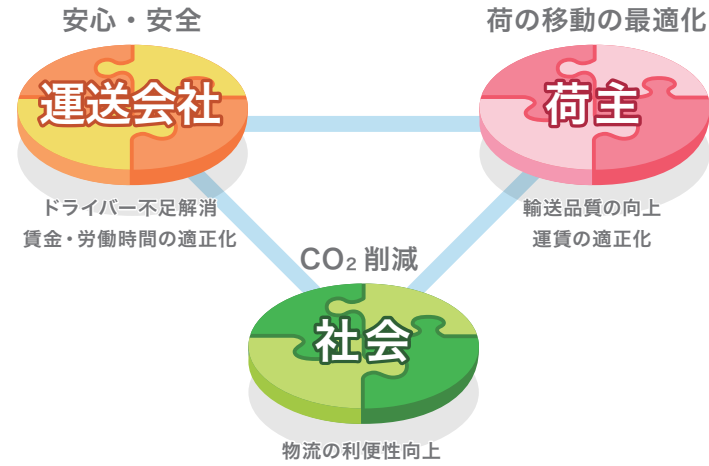 安心・安全
運送会社
ドライバー不足解消
賃金・労働時間の適正化
荷の移動の最適化
荷主
輸送品質の向上
運賃の適正化
CO₂ 削減
社会
物流の利便性向上